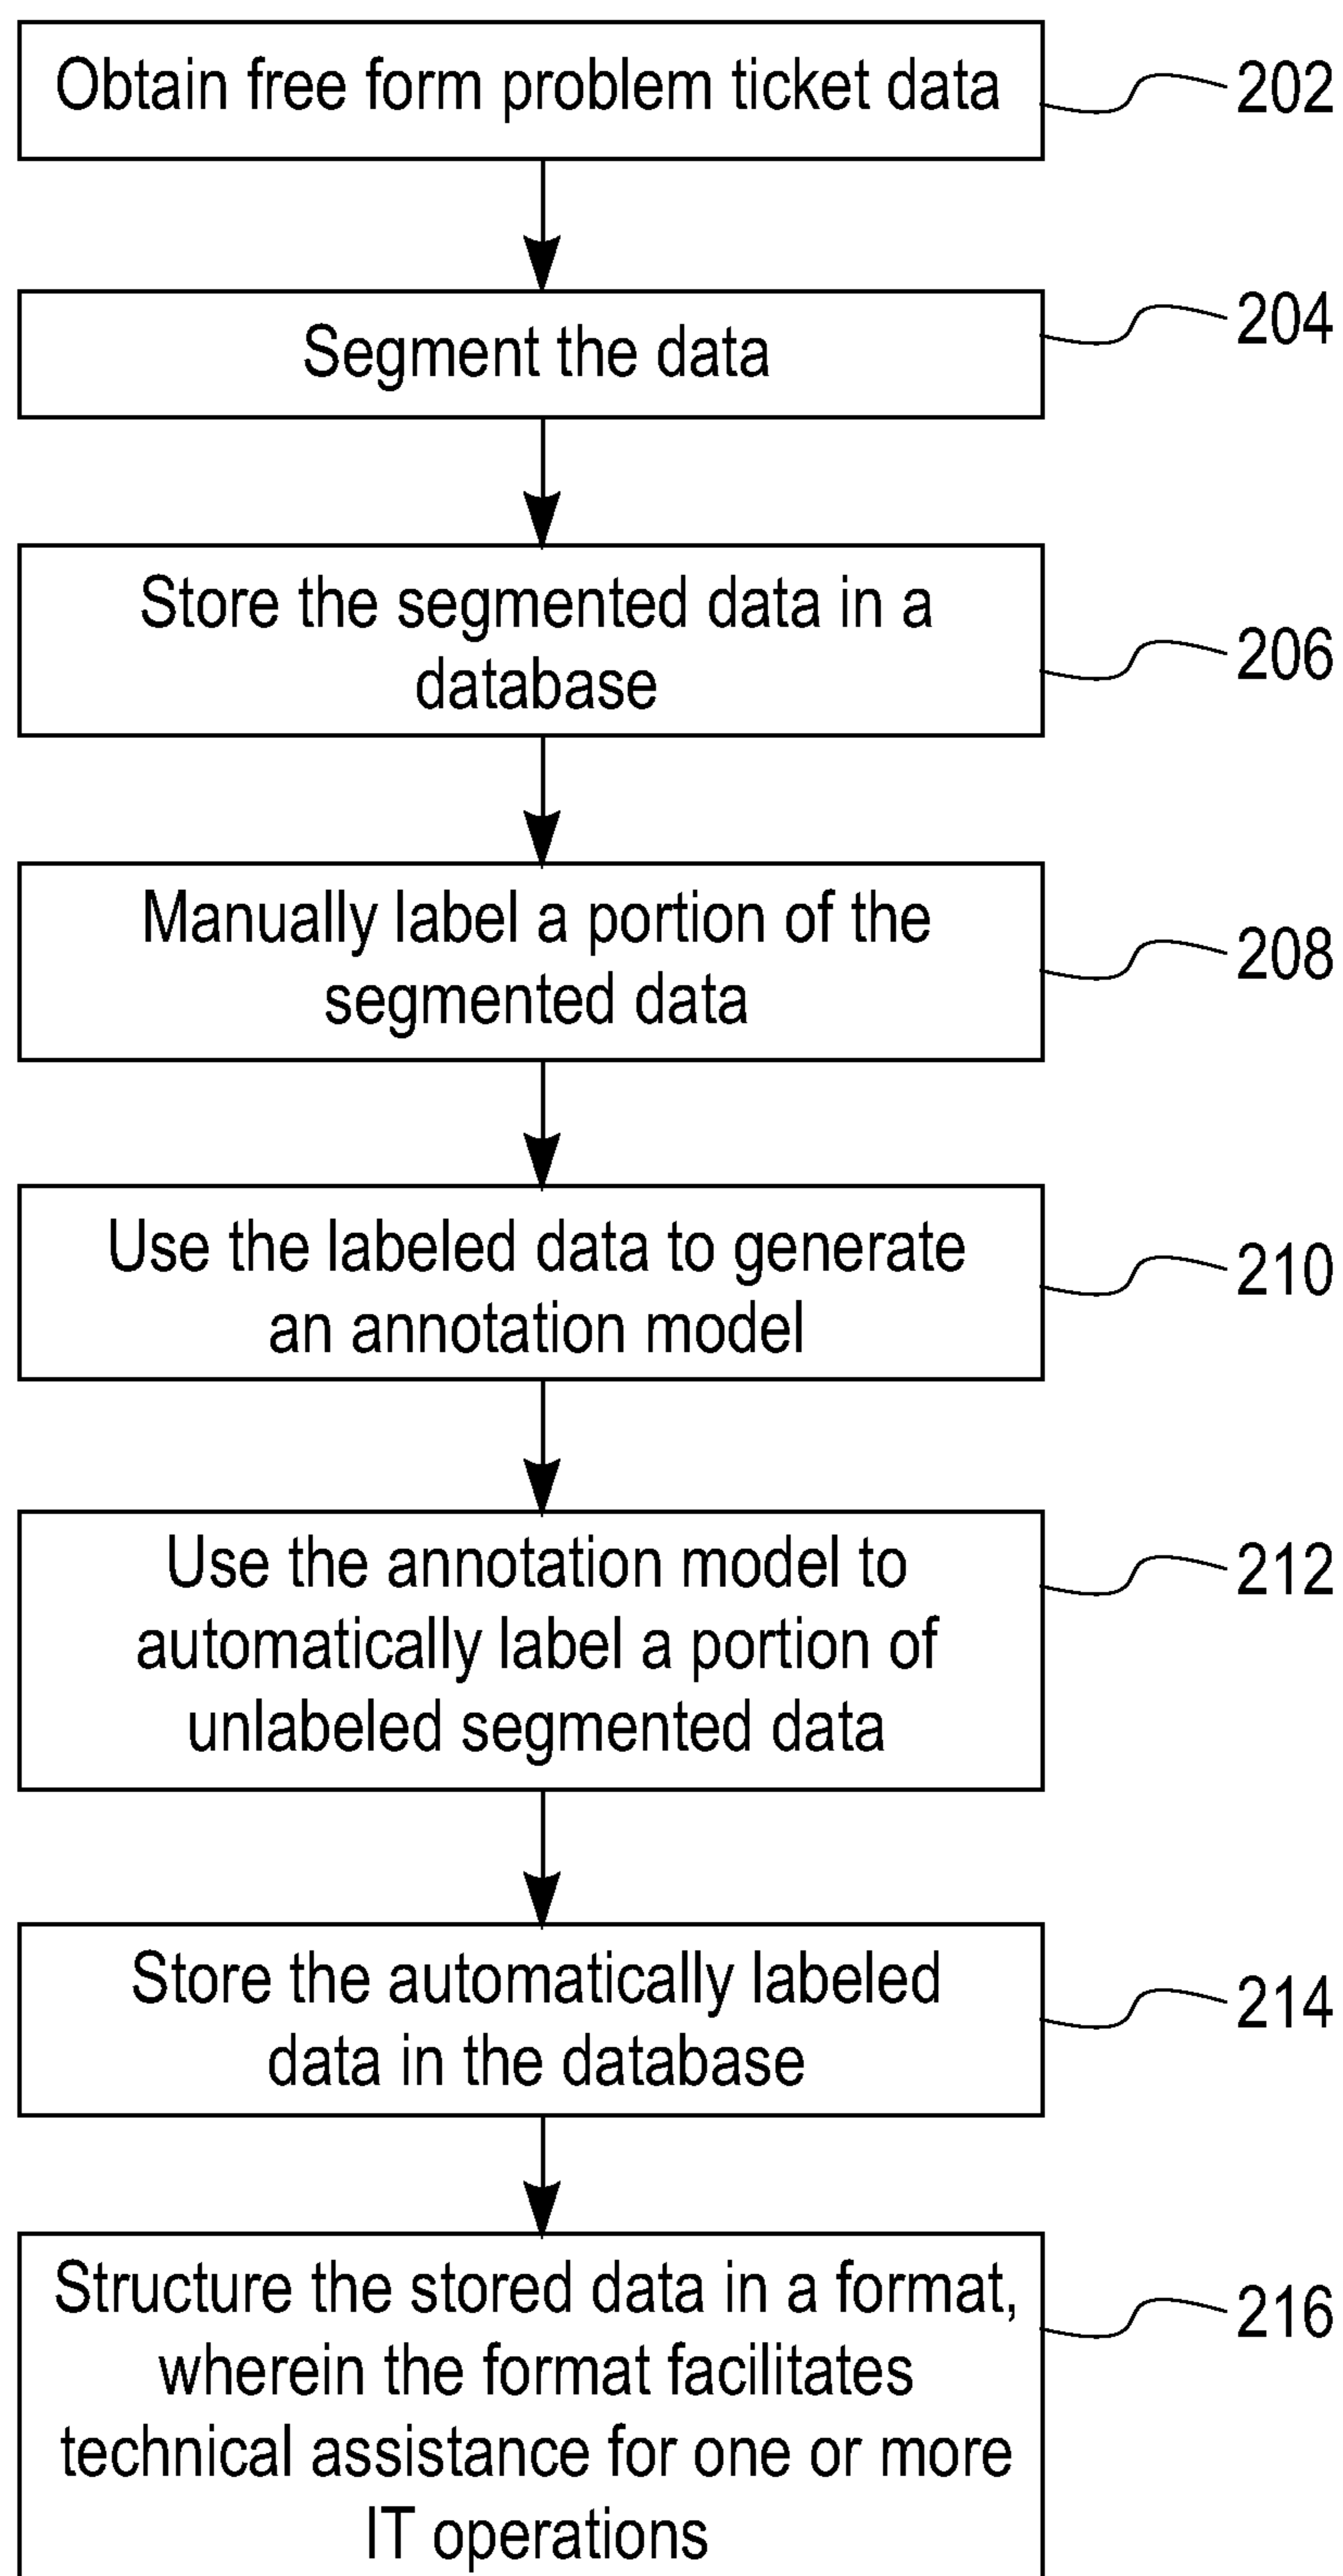 Obtain free form problem ticket data
202
Segment the data
204
Store the segmented data in a
database
206
Manually label a portion of the
segmented data
208
Use the labeled data to generate
an annotation model
210
Use the annotation model to
automatically label a portion of
unlabeled segmented data
212
Store the automatically labeled
data in the database
214
Structure the stored data in a format,
wherein the format facilitates
technical assistance for one or more
IT operations
216